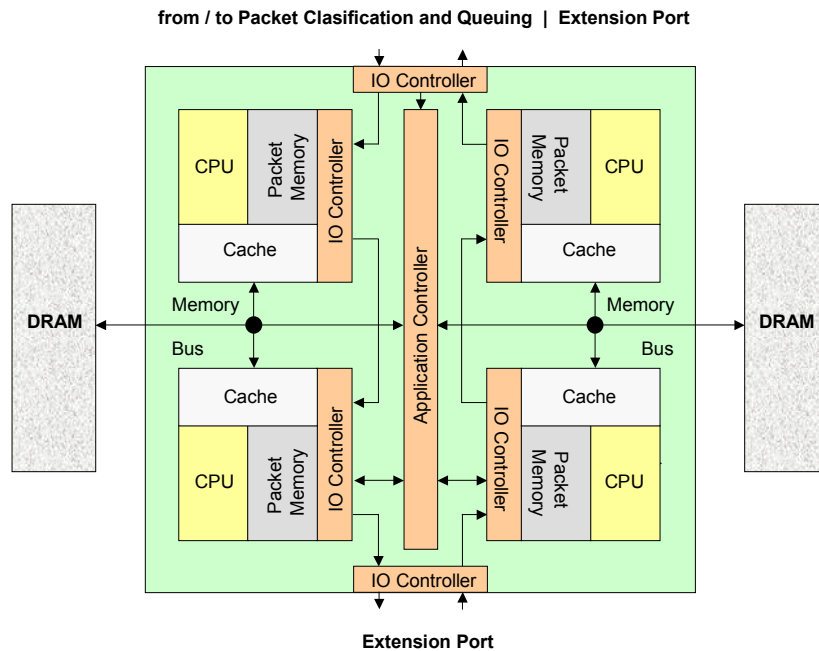 from / to Packet Clasification and Queuing | Extension Port
IO Controller
CPU
Packet
Memory
IO Controller
Cache
IO Controller
Packet
Memory
CPU
Cache
Application Controller
DRAM
Memory
Bus
Memory
Bus
DRAM
Cache
CPU
Packet
Memory
IO Controller
Cache
IO Controller
Packet
Memory
CPU
IO Controller
Extension Port